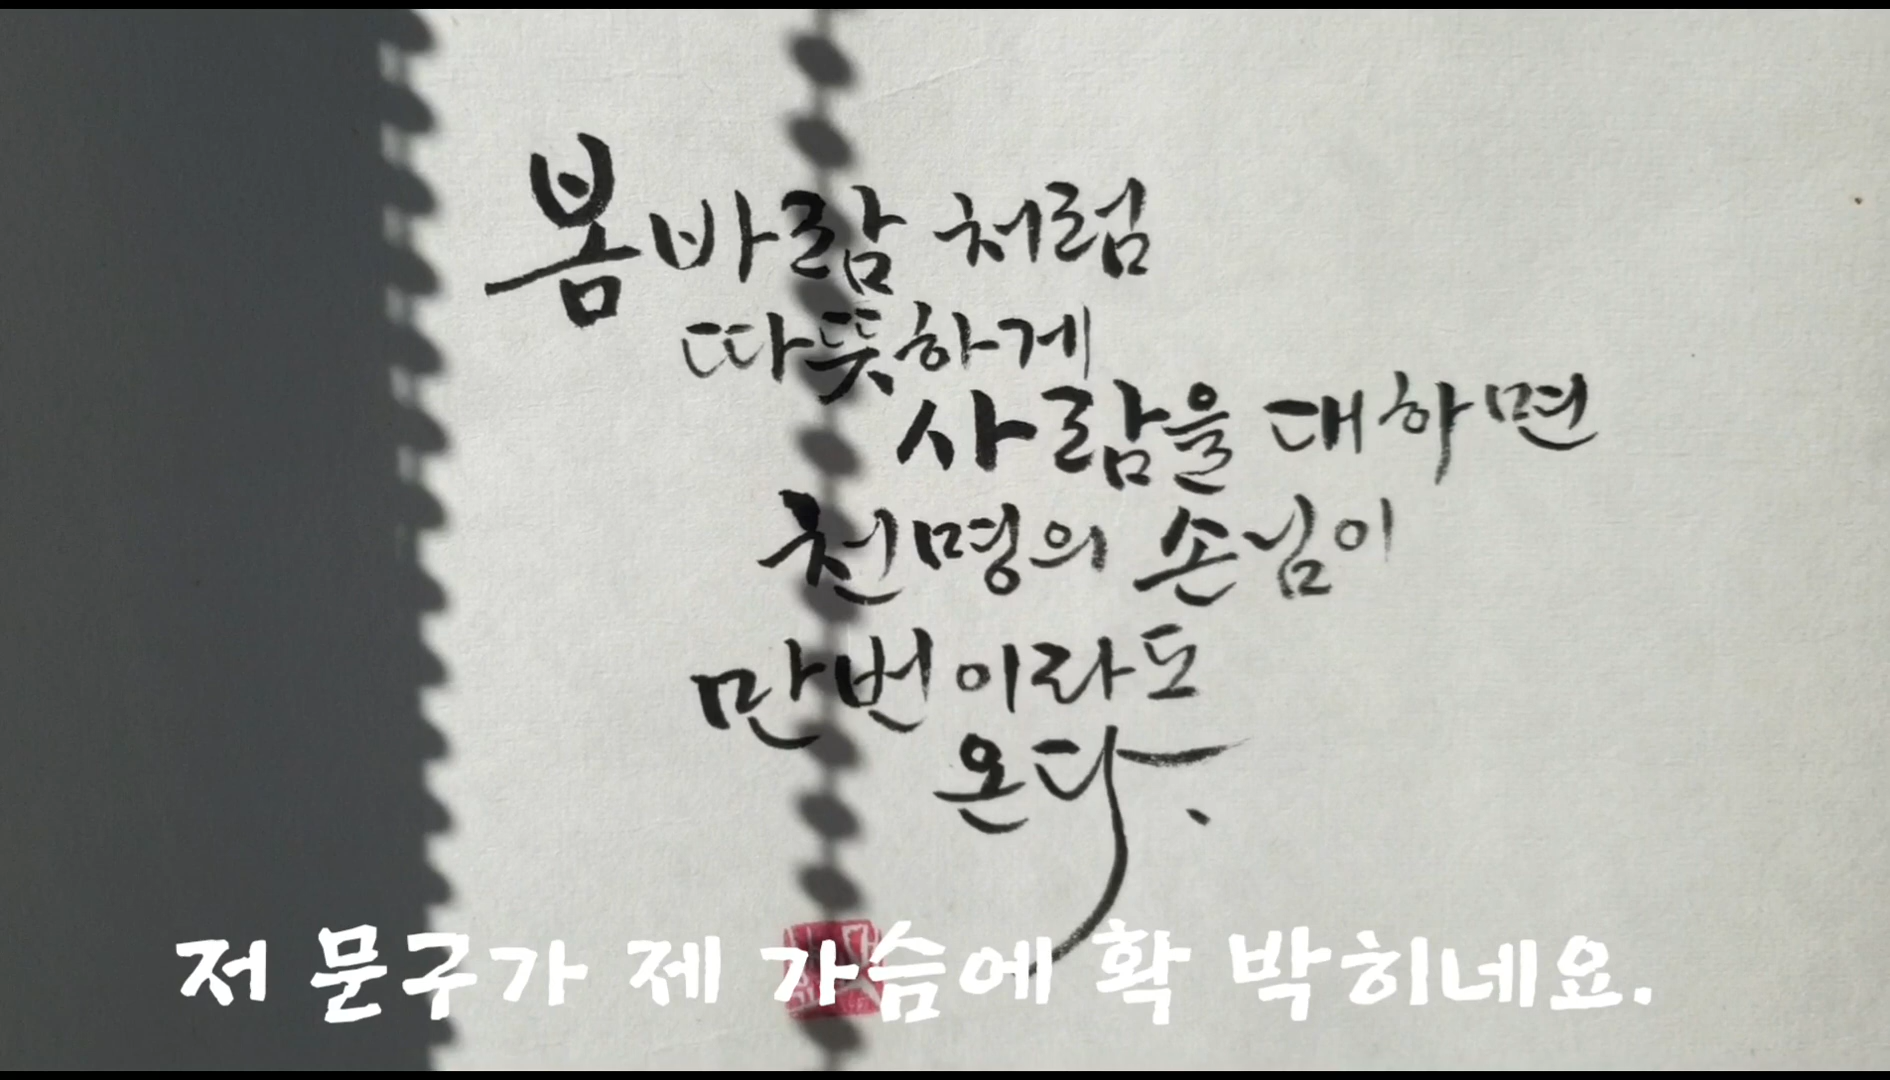 봄바람 처럼
따뜻하게
사람을 대하면
천명의 손님이
만번이라도
온다.
저 문구가 제 가슴에 확 박히네요.